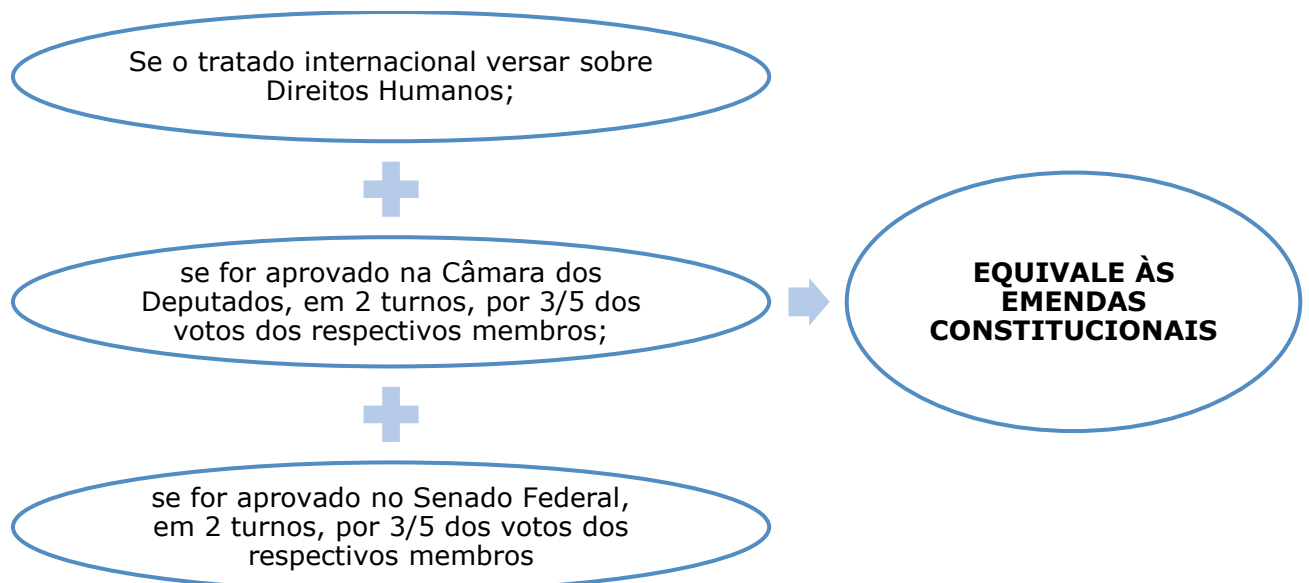 Se o tratado internacional versar sobre
Direitos Humanos;
se for aprovado na Câmara dos
Deputados, em 2 turnos, por 3/5 dos
votos dos respectivos membros;
se for aprovado no Senado Federal,
em 2 turnos, por 3/5 dos votos dos
respectivos membros
EQUIVALE ÀS
EMENDAS
CONSTITUCIONAIS